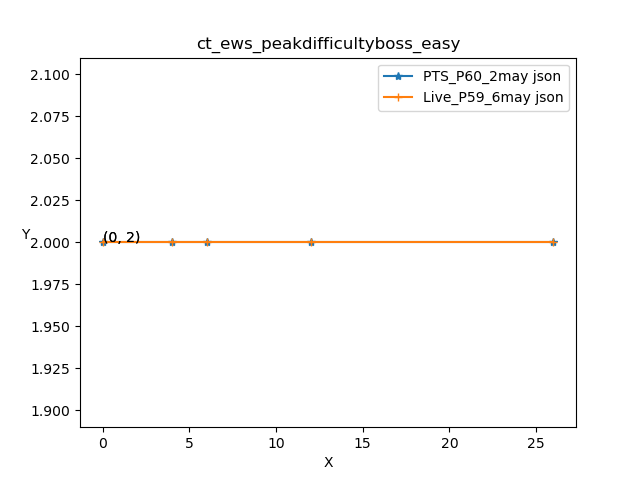 ct_ews_peakdifficultyboss_easy
PTS_P60_2may json
Live_P59_6may json
2.100
2.075
2.050
2.025
2.000
1.975
1.950
1.925
1.900
Y
(0, 2)
0 5 10 15 20 25
X